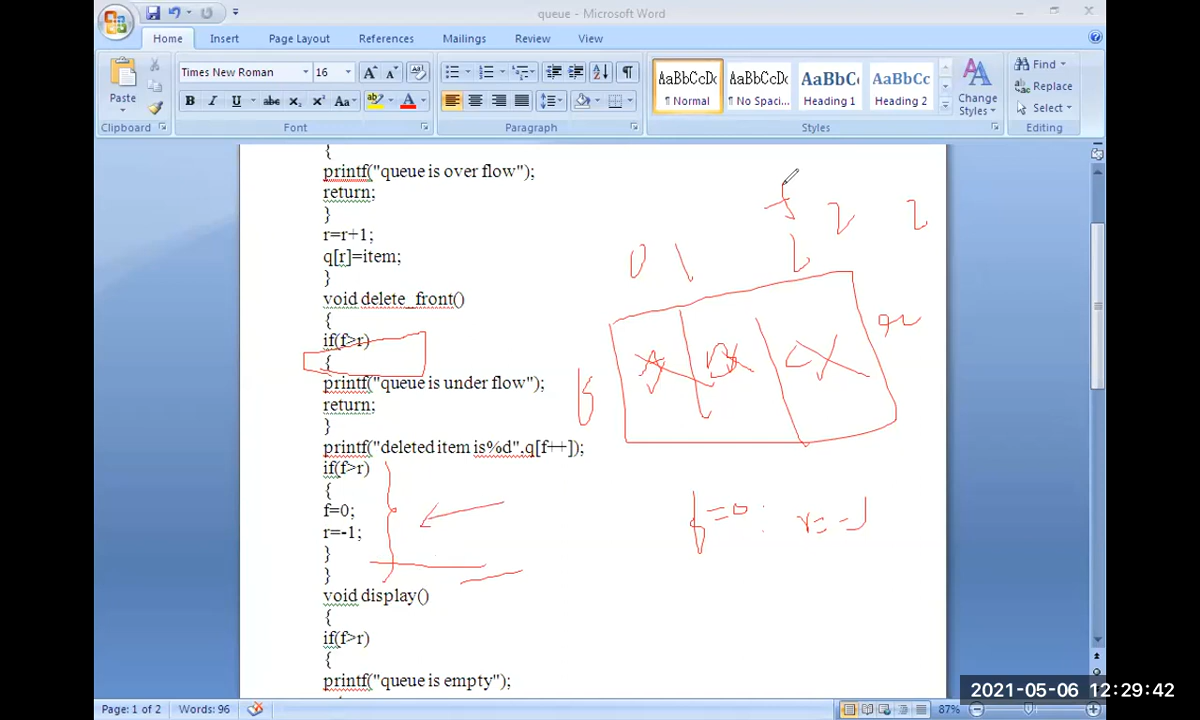 queue - Microsoft Word
Home Insert Page Layout References Mailings Review View
Times New Roman 16
Paste
AaBbCcDc AaBbCcDc AaBbCc AaBbCc
¶ Normal ¶ No Spaci... Heading 1 Heading 2
Change Styles
Find
Replace
Select
Clipboard Font Paragraph Styles Editing
{
printf("queue is over flow");
return;
}
r=r+1;
q[r]=item;
}
void delete_front()
{
if(f>r)
{
printf("queue is under flow");
return;
}
printf("deleted item is%d",q[f++]);
if(f>r)
{
f=0;
r=-1;
}
}
void display()
{
if(f>r)
{
printf("queue is empty");
f 2 2
0 1
A B C
f=0; r=-1
Page: 1 of 2 Words: 96 87%
2021-05-06 12:29:42